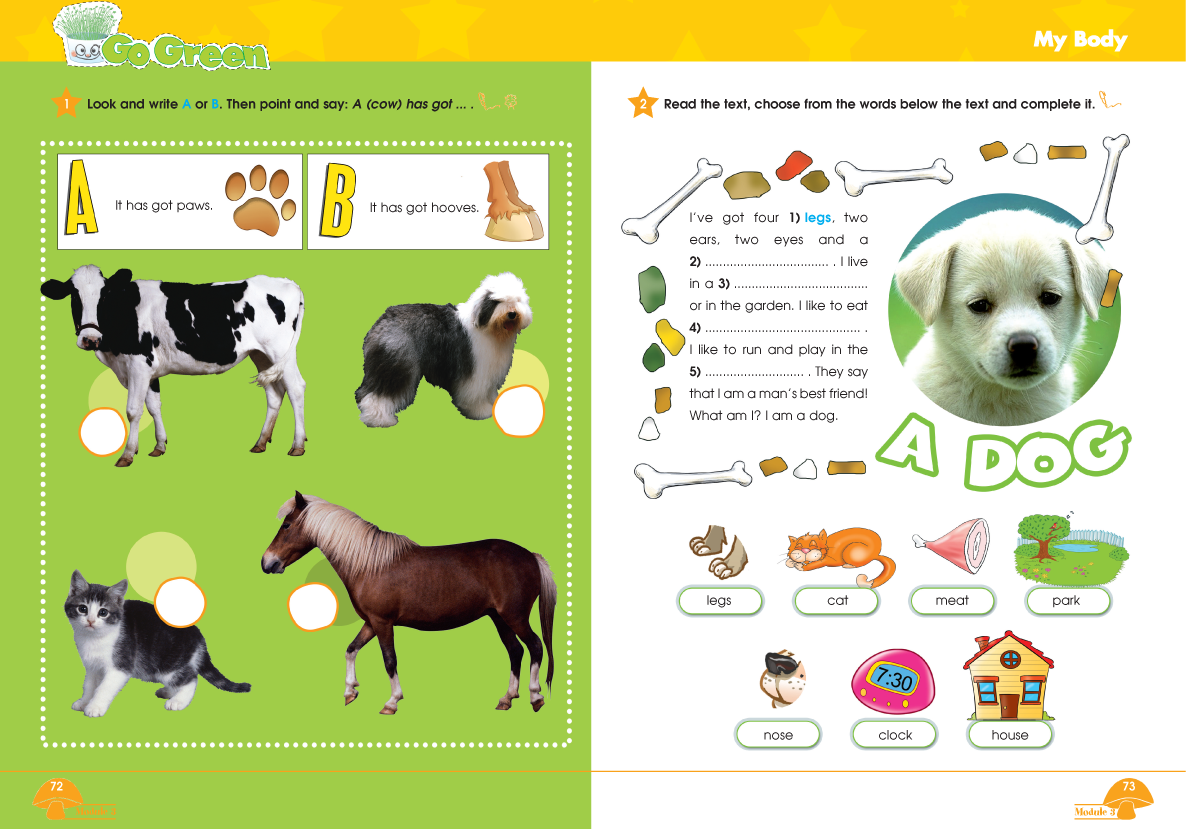 Go Green
1 Look and write A or B. Then point and say: A (cow) has got ... .
A It has got paws.
B It has got hooves.
72
Module 3
My Body
2 Read the text, choose from the words below the text and complete it.
I've got four 1) legs, two
ears, two eyes and a
2) .................................. . I live
in a 3) .....................................
or in the garden. I like to eat
4) ........................................... .
I like to run and play in the
5) ........................... . They say
that I am a man's best friend!
What am I? I am a dog.
A DOG
legs cat meat park
7:30
nose clock house
73
Module 3